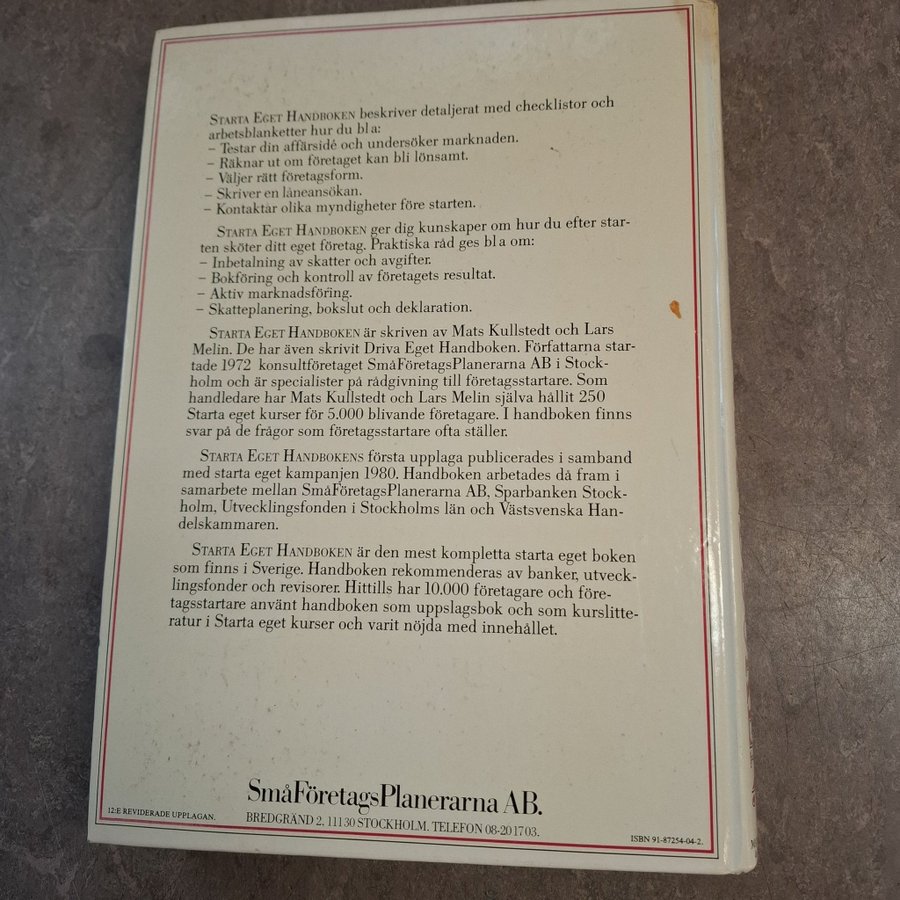 STARTA EGET HANDBOKEN beskriver detaljerat med checklistor och
arbetsblanketter hur du bl a:
– Testar din affärsidé och undersöker marknaden.
– Räknar ut om företaget kan bli lönsamt.
– Väljer rätt företagsform.
– Skriver en låneansökan.
– Kontaktar olika myndigheter före starten.
STARTA EGET HANDBOKEN ger dig kunskaper om hur du efter star-
ten sköter ditt eget företag. Praktiska råd ges bl a om:
– Inbetalning av skatter och avgifter.
– Bokföring och kontroll av företagets resultat.
– Aktiv marknadsföring.
– Skatteplanering, bokslut och deklaration.
STARTA EGET HANDBOKEN är skriven av Mats Kullstedt och Lars
Melin. De har även skrivit Driva Eget Handboken. Författarna star-
tade 1972 konsultföretaget SmåFöretagsPlanerarna AB i Stock-
holm och är specialister på rådgivning till företagsstartare. Som
handledare har Mats Kullstedt och Lars Melin själva hållit 250
Starta eget kurser för 5.000 blivande företagare. I handboken finns
svar på de frågor som företagsstartare ofta ställer.
STARTA EGET HANDBOKENS första upplaga publicerades i samband
med starta eget kampanjen 1980. Handboken arbetades då fram i
samarbete mellan SmåFöretagsPlanerarna AB, Sparbanken Stock-
holm, Utvecklingsfonden i Stockholms län och Västsvenska Han-
delskammaren.
STARTA EGET HANDBOKEN är den mest kompletta starta eget boken
som finns i Sverige. Handboken rekommenderas av banker, utveck-
lingsfonder och revisorer. Hittills har 10.000 företagare och före-
tagsstartare använt handboken som uppslagsbok och som kurslitte-
ratur i Starta eget kurser och varit nöjda med innehållet.
SmåFöretagsPlanerarna AB.
12:E REVIDERADE UPPLAGAN.
BREDGRÄND 2, 111 30 STOCKHOLM. TELEFON 08-20 17 03.
ISBN 91-87254-04-2.